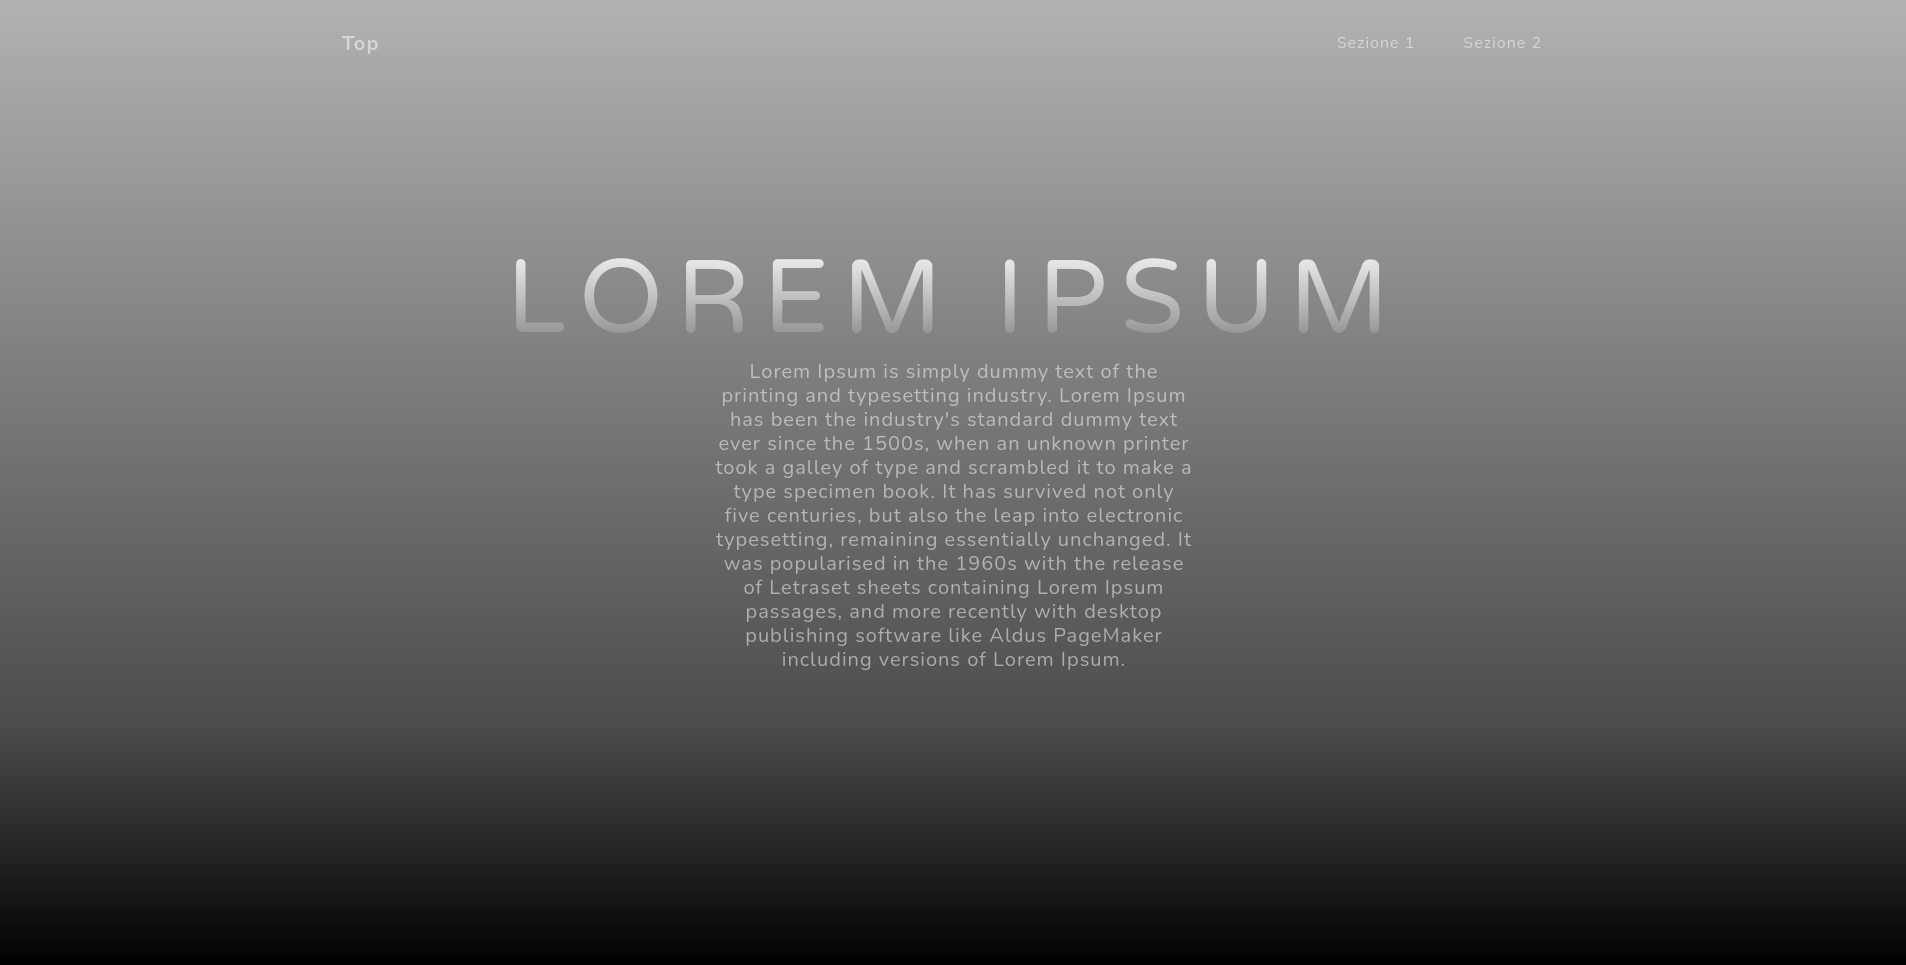 Top
Sezione 1
Sezione 2
LOREM IPSUM
Lorem Ipsum is simply dummy text of the
printing and typesetting industry. Lorem Ipsum
has been the industry's standard dummy text
ever since the 1500s, when an unknown printer
took a galley of type and scrambled it to make a
type specimen book. It has survived not only
five centuries, but also the leap into electronic
typesetting, remaining essentially unchanged. It
was popularised in the 1960s with the release
of Letraset sheets containing Lorem Ipsum
passages, and more recently with desktop
publishing software like Aldus PageMaker
including versions of Lorem Ipsum.